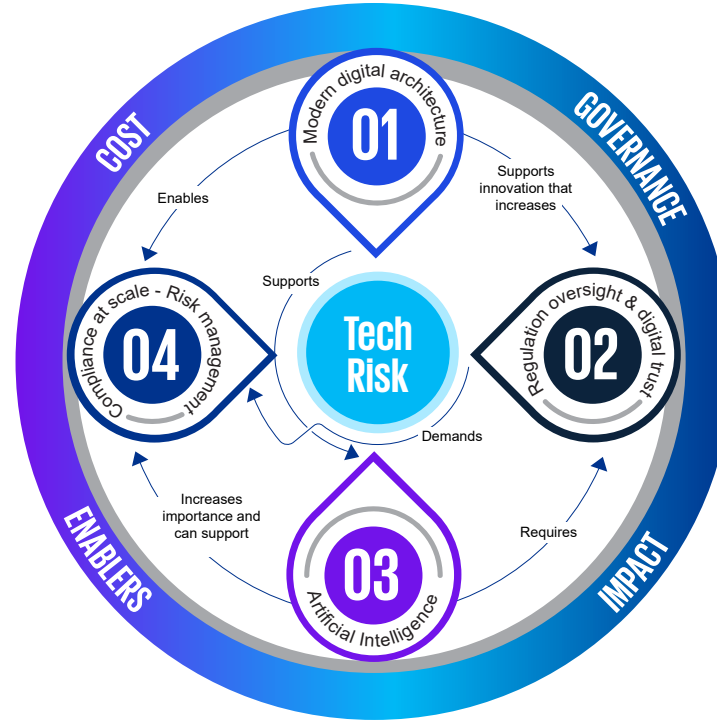 COST
GOVERNANCE
Modern digital architecture
01
Enables
Supports
innovation that
increases
Supports
Compliance at scale - Risk management
04
Tech
Risk
Regulation oversight & digital trust
02
Demands
Increases
importance and
can support
Requires
03
Artificial Intelligence
ENABLERS
IMPACT